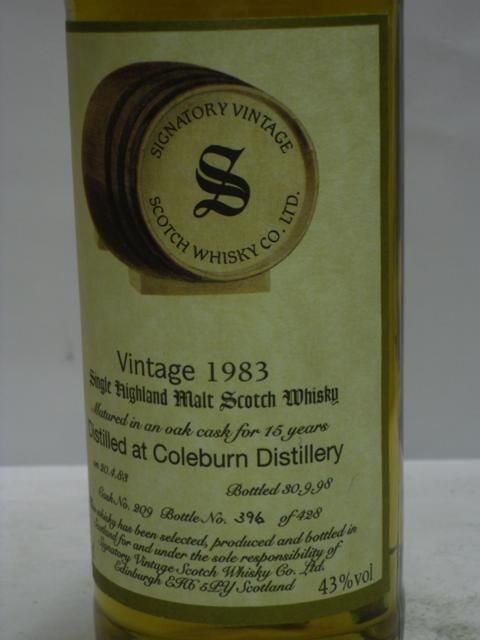 SIGNATORY VINTAGE
S
SCOTCH WHISKY CO. LTD.
Vintage 1983
Single Highland Malt Scotch Whisky
Matured in an oak cask for 15 years
Distilled at Coleburn Distillery
on 20.4.83
Bottled 30.9.98
Cask No. 209 Bottle No. 396 of 428
This whisky has been selected, produced and bottled in
Scotland for and under the sole responsibility of
Signatory Vintage Scotch Whisky Co. Ltd.
Edinburgh EH6 5PY Scotland
43%vol